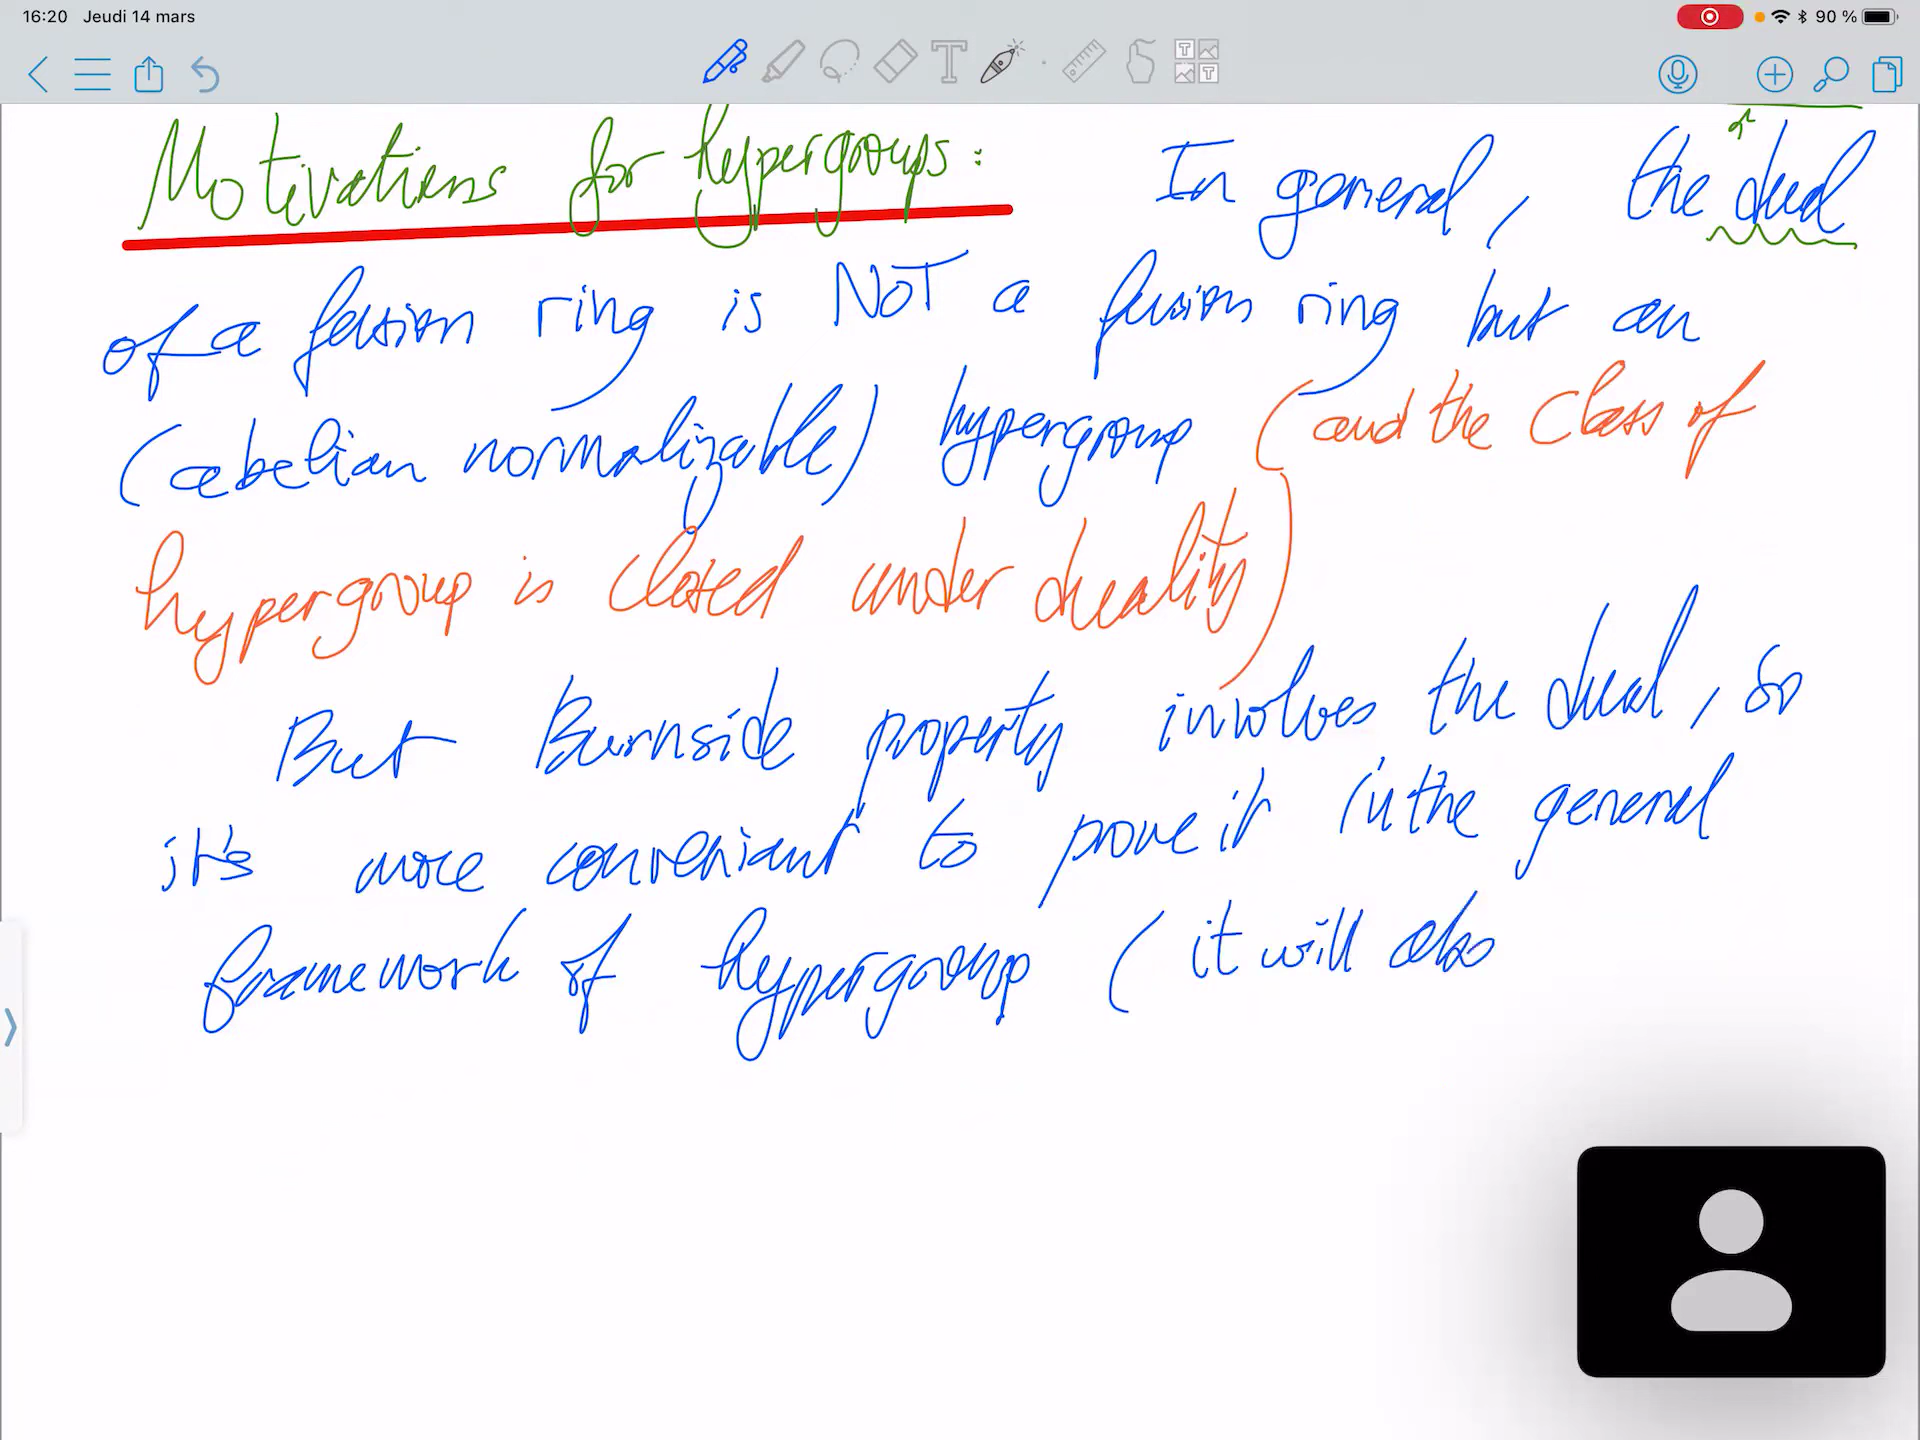 16:20 Jeudi 14 mars 90 %
Motivations for hypergroups: In general, the dual
of a fusion ring is NOT a fusion ring but an
(abelian normalizable) hypergroup (and the class of
hypergroup is closed under duality)
But Burnside property involves the dual, so
it's more convenient to prove it in the general
framework of hypergroup (it will also